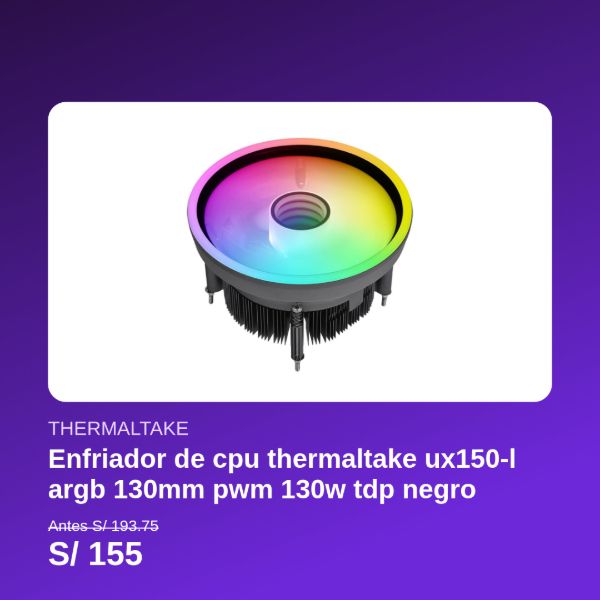 THERMALTAKE
Enfriador de cpu thermaltake ux150-l
argb 130mm pwm 130w tdp negro
Antes S/ 193.75
S/ 155